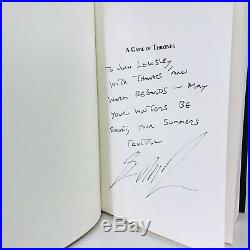 A GAME OF THRONES
TO JOHN LEWSLEY
WITH THANKS AND
WARM REGARDS – MAY
YOUR WINTERS BE
SHORT, YOUR SUMMERS
FRUITFUL